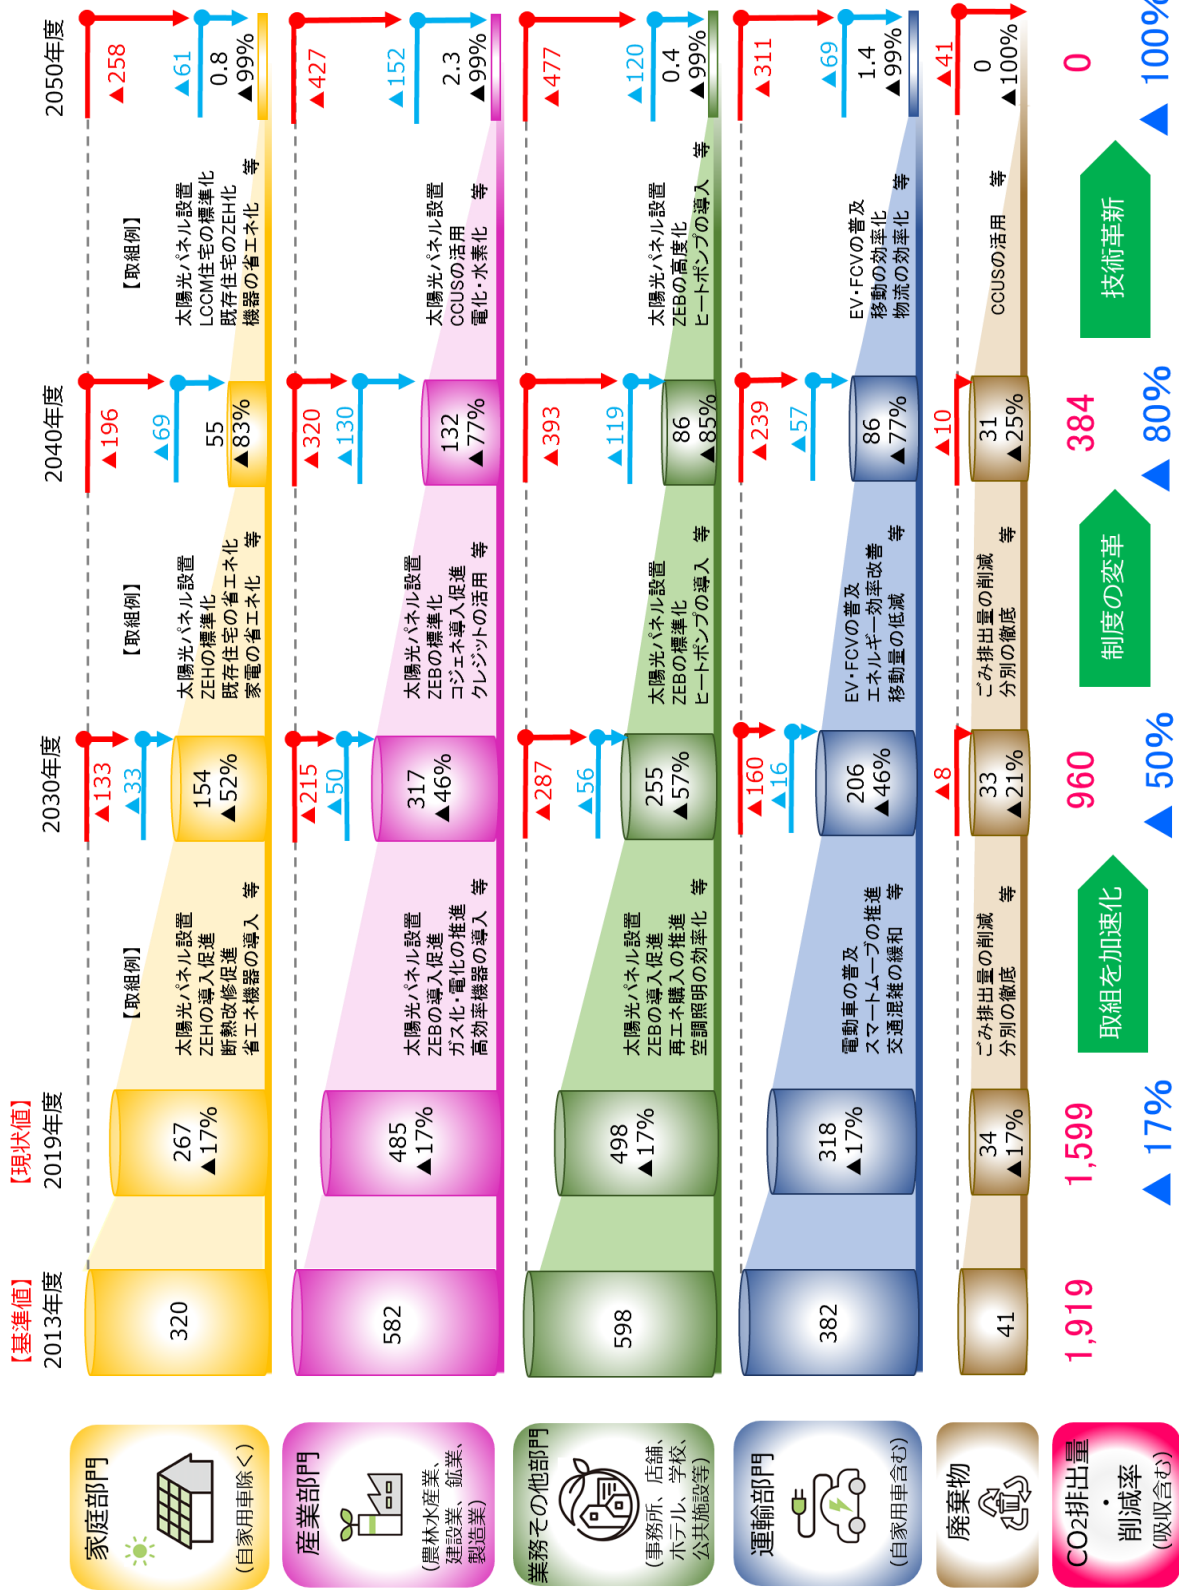 【基準値】
2013年度
【現状値】
2019年度
2030年度
2040年度
2050年度
家庭部門
(自家用車除く)
320
267
▲17%
【取組例】
太陽光パネル設置
ZEHの導入促進
断熱改修促進
省エネ機器の導入　等
▲133
▲33
154
▲52%
【取組例】
太陽光パネル設置
ZEHの標準化
既存住宅の省エネ化
家電の省エネ化　等
▲196
▲69
55
▲83%
【取組例】
太陽光パネル設置
LCCM住宅の標準化
既存住宅のZEH化
機器の省エネ化　等
▲258
▲61
0.8
▲99%
産業部門
(農林水産業、
建設業、鉱業、
製造業)
582
485
▲17%
太陽光パネル設置
ZEBの導入促進
ガス化・電化の推進
高効率機器の導入　等
▲215
▲50
317
▲46%
太陽光パネル設置
ZEBの標準化
コジェネ導入促進
クレジットの活用　等
▲320
▲130
132
▲77%
太陽光パネル設置
CCUSの活用
電化・水素化　等
▲427
▲152
2.3
▲99%
業務その他部門
(事務所、店舗、
ホテル、学校、
公共施設等)
598
498
▲17%
太陽光パネル設置
ZEBの導入促進
再エネ購入の推進
空調照明の効率化　等
▲287
▲56
255
▲57%
太陽光パネル設置
ZEBの標準化
ヒートポンプの導入　等
▲393
▲119
86
▲85%
太陽光パネル設置
ZEBの高度化
ヒートポンプの導入　等
▲477
▲120
0.4
▲99%
運輸部門
(自家用車含む)
382
318
▲17%
電動車の普及
スマートムーブの推進
交通混雑の緩和　等
▲160
▲16
206
▲46%
EV・FCVの普及
エネルギー効率改善
移動量の低減　等
▲239
▲57
86
▲77%
EV・FCVの普及
移動の効率化
物流の効率化　等
▲311
▲69
1.4
▲99%
廃棄物
41
34
▲17%
ごみ排出量の削減
分別の徹底　等
▲8
33
▲21%
ごみ排出量の削減
分別の徹底　等
▲10
31
▲25%
CCUSの活用　等
▲41
0
▲100%
CO2排出量
・
削減率
(吸収含む)
1,919
1,599
▲ 17%
取組を加速化
960
▲ 50%
制度の変革
384
▲ 80%
技術革新
0
▲ 100%